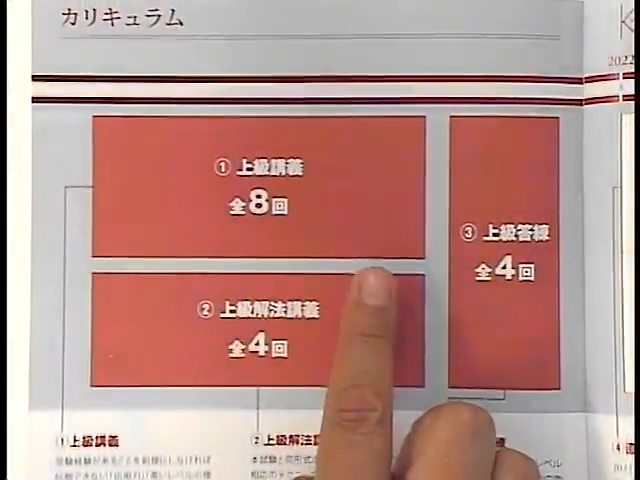 カリキュラム
2022
① 上級講義
全8回
② 上級解法講義
全4回
③ 上級答練
全4回
①上級講義
②上級解法